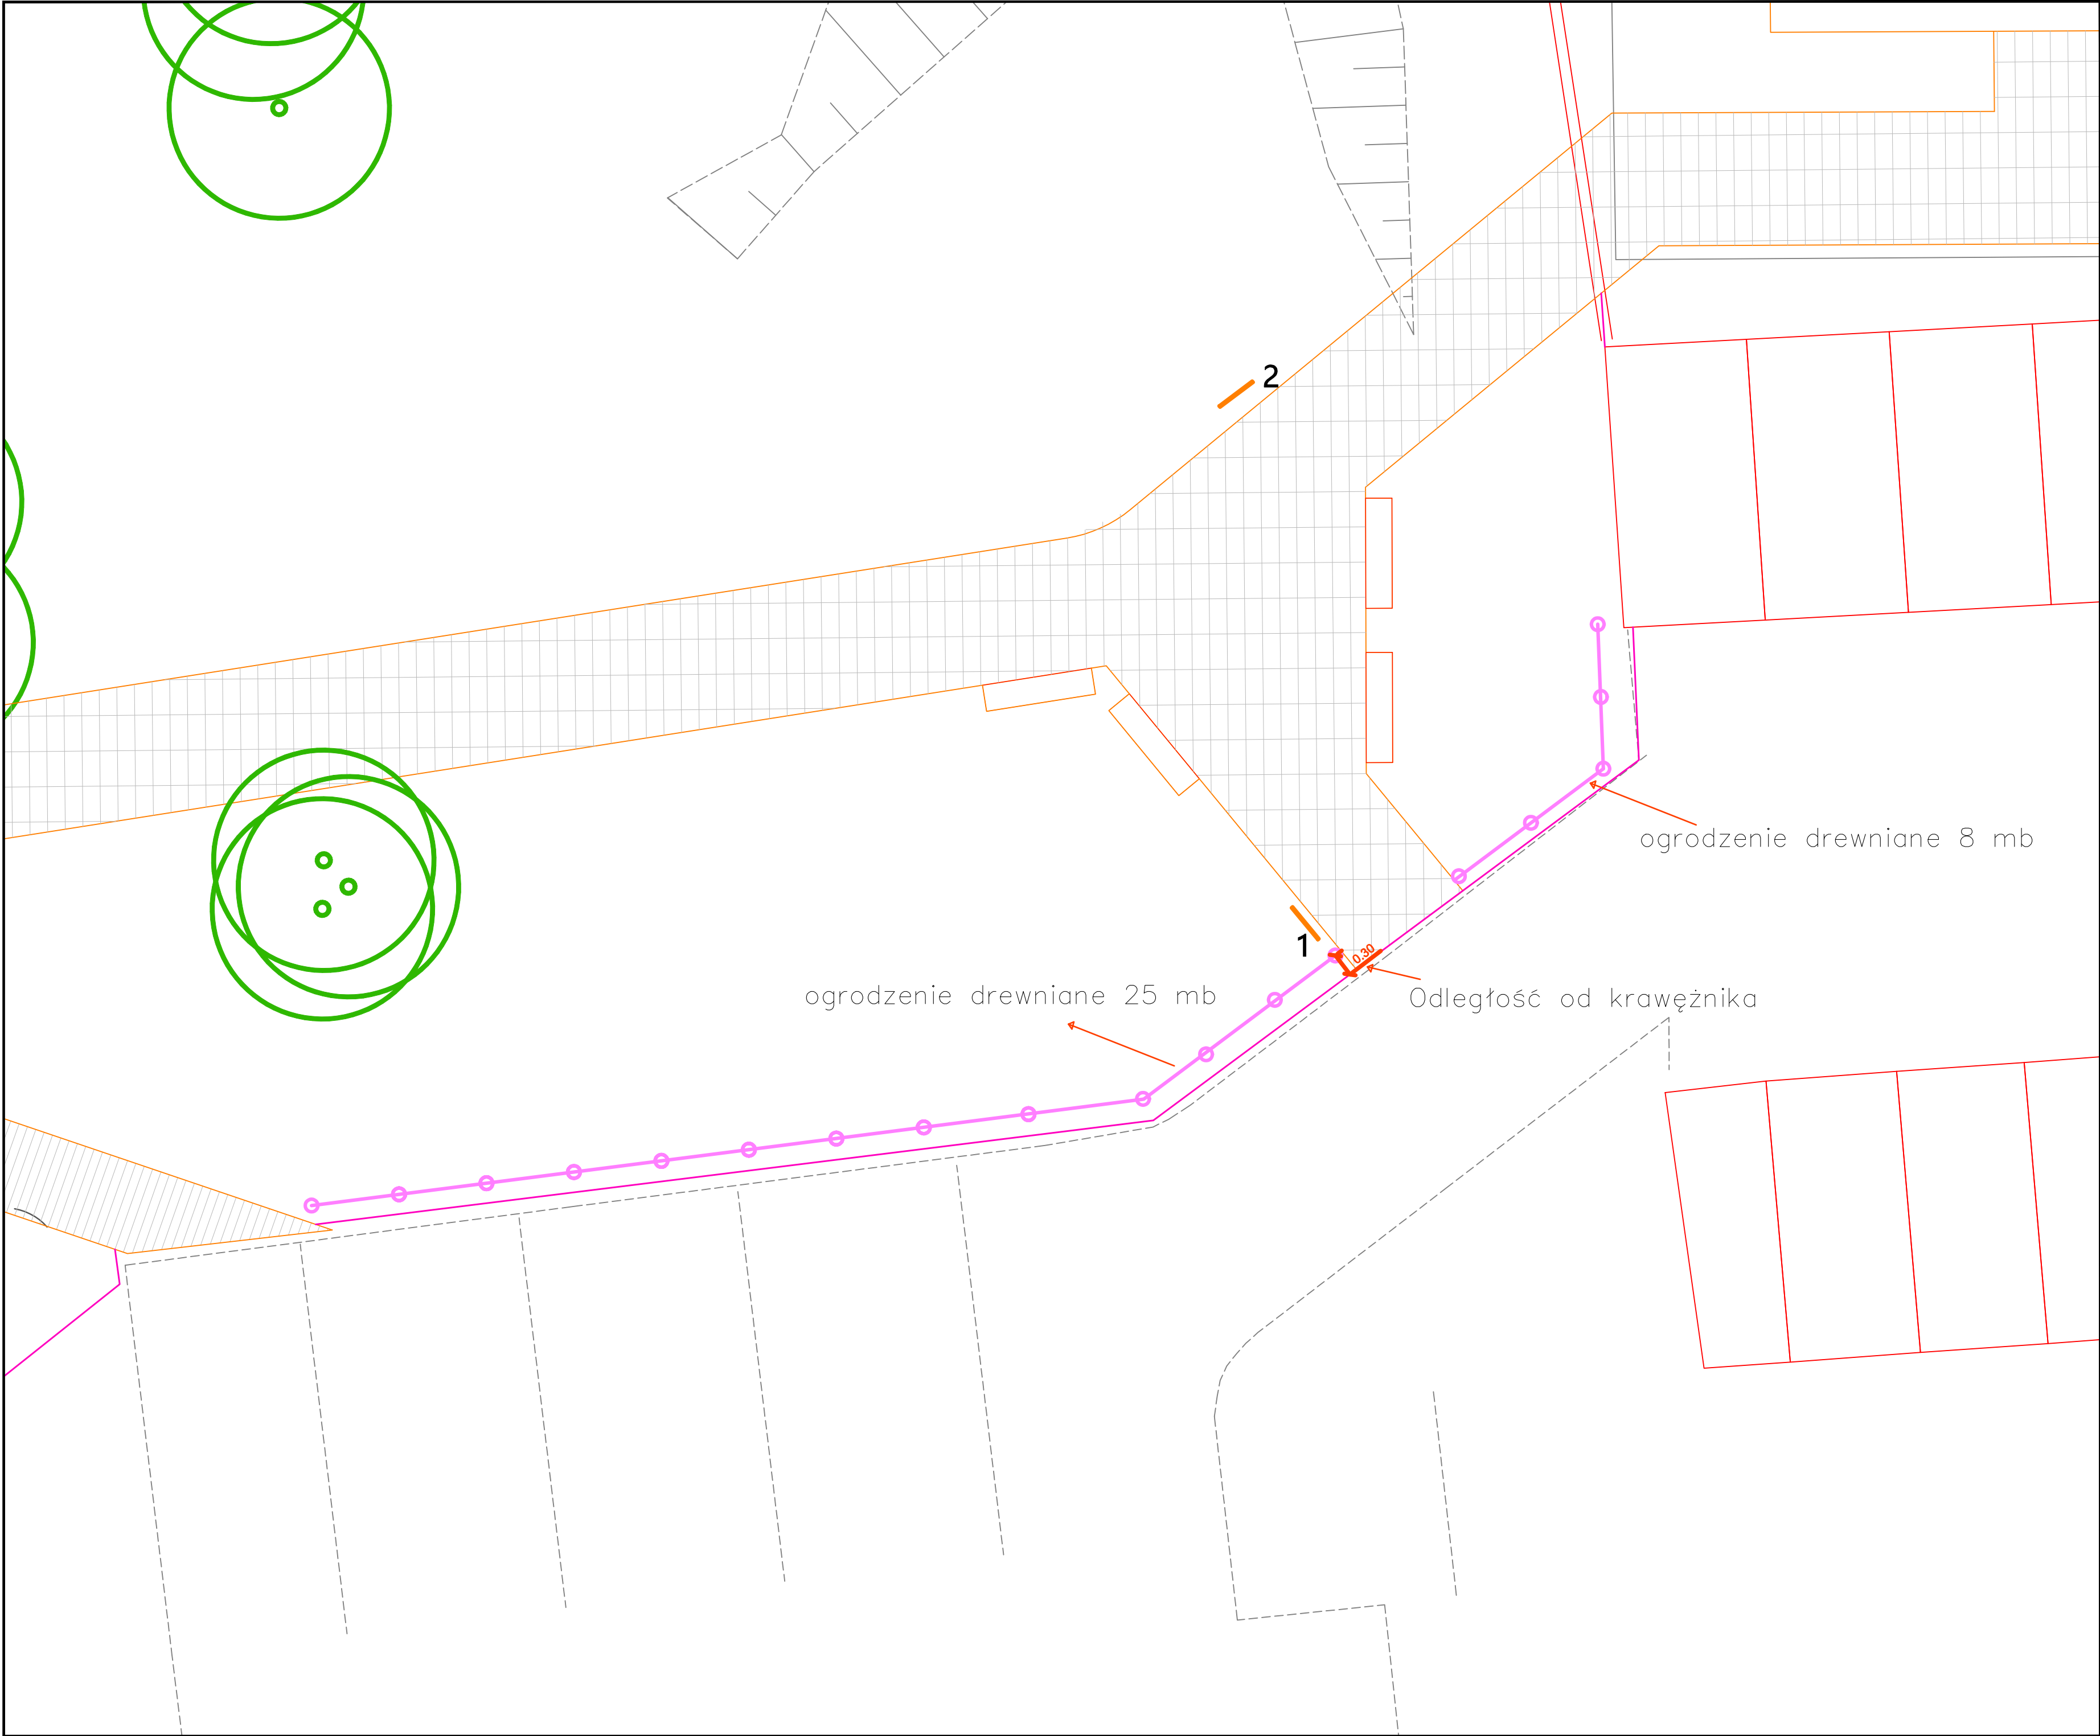 2
ogrodzenie drewniane 8 mb
1
0.30
ogrodzenie drewniane 25 mb
Odległość od krawężnika